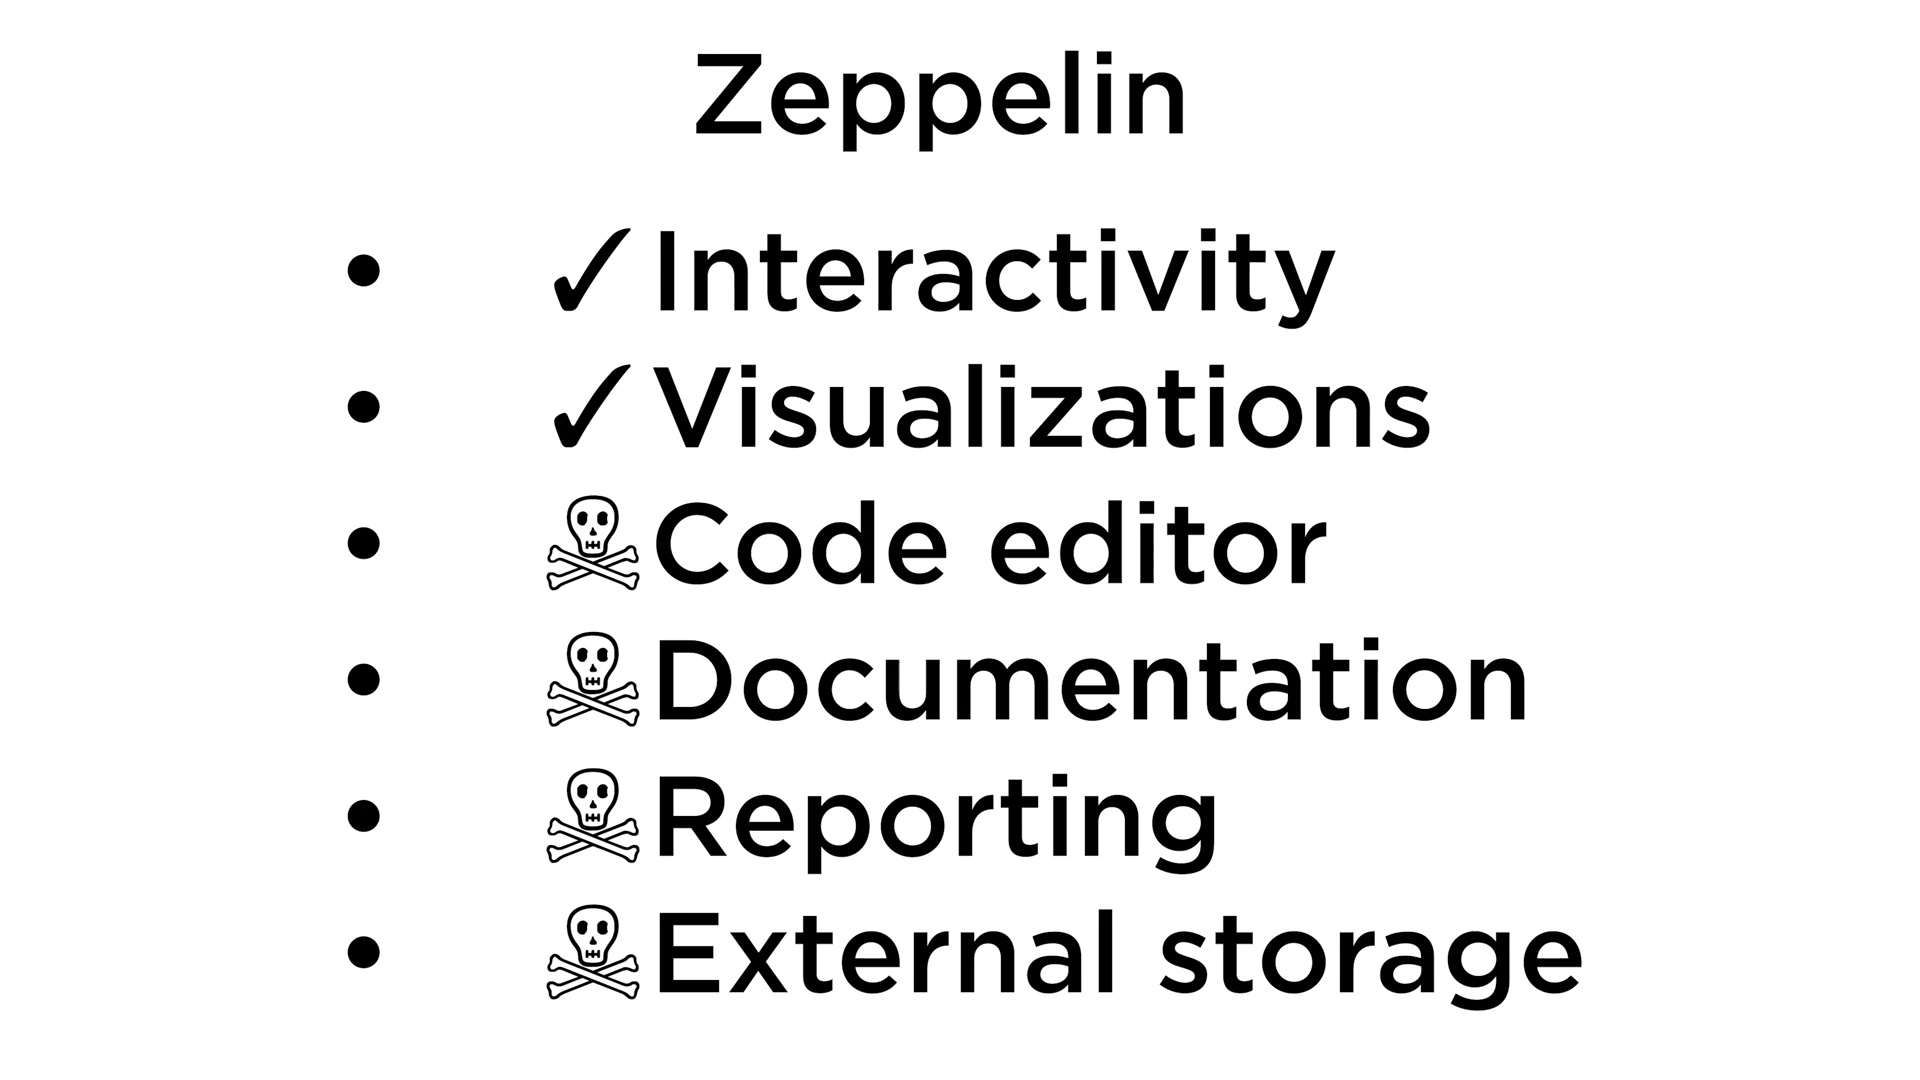 Zeppelin
• ✓Interactivity
• ✓Visualizations
• ☠Code editor
• ☠Documentation
• ☠Reporting
• ☠External storage